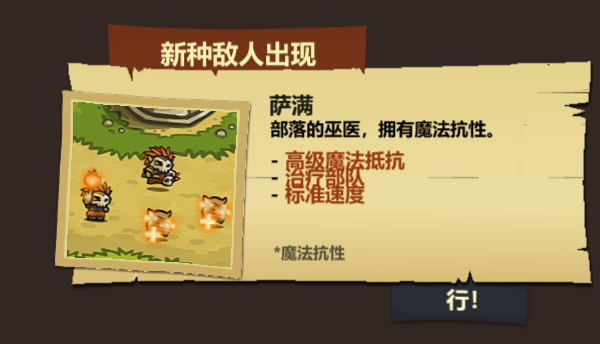 新种敌人出现
萨满
部落的巫医，拥有魔法抗性。
- 高级魔法抵抗
- 治疗部队
- 标准速度
*魔法抗性
行！